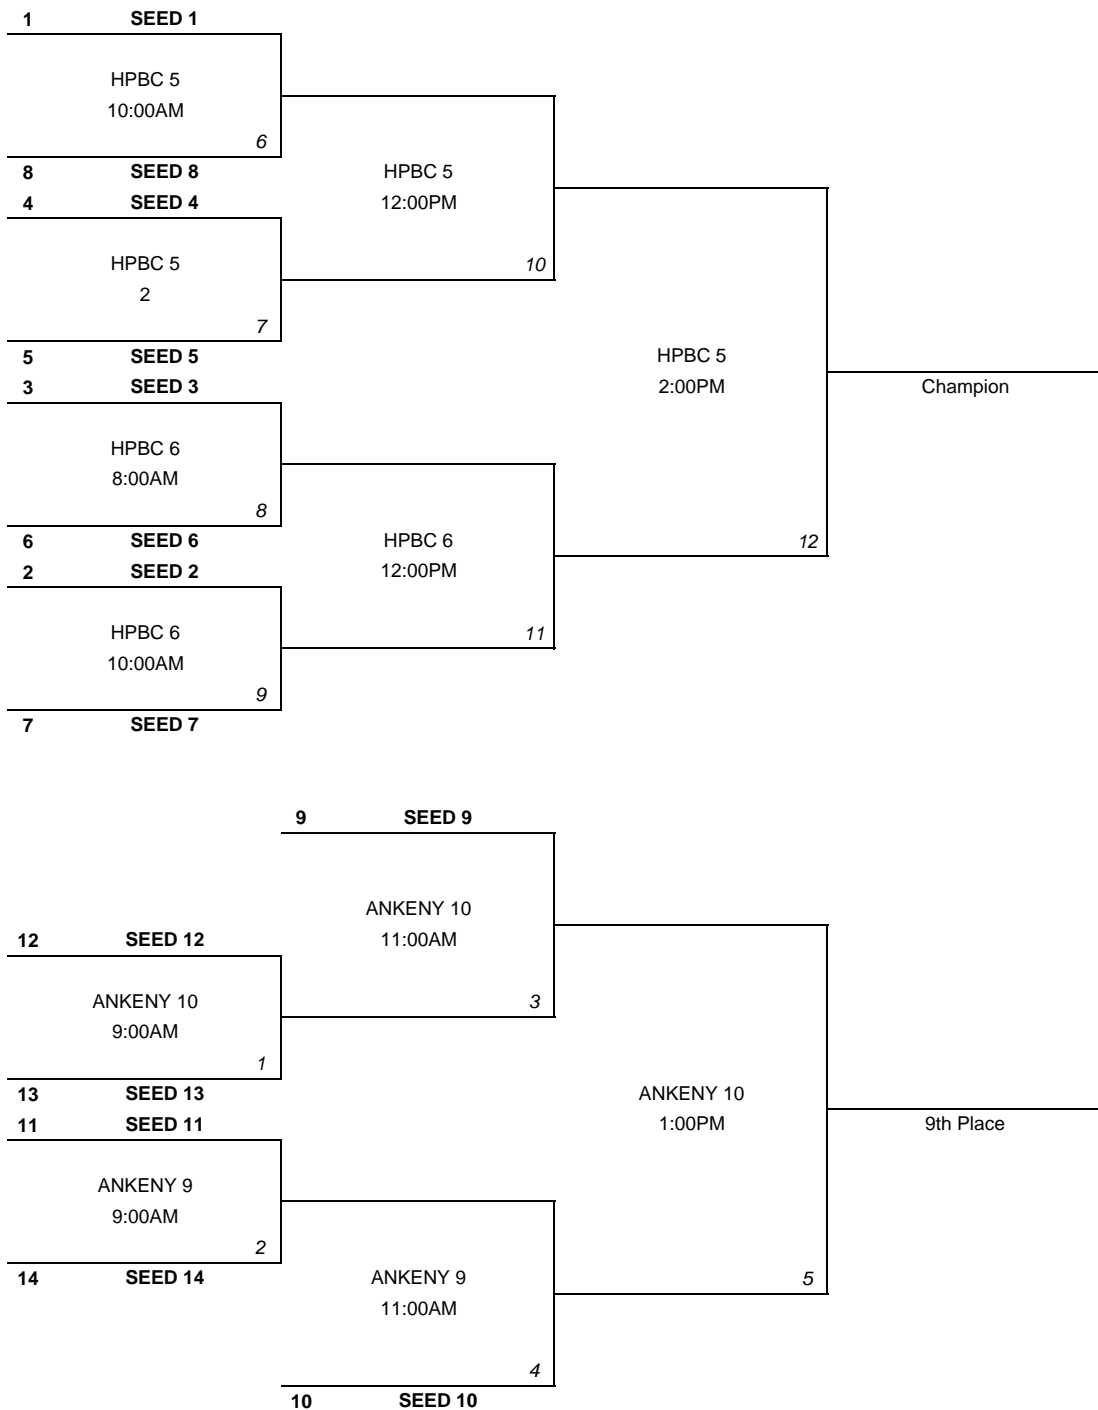 1 SEED 1
HPBC 5
10:00AM
6
8 SEED 8
HPBC 5
4 SEED 4
12:00PM
HPBC 5
10
2
7
5 SEED 5
HPBC 5
3 SEED 3
2:00PM
Champion
HPBC 6
8:00AM
8
6 SEED 6
HPBC 6
12
2 SEED 2
12:00PM
HPBC 6
11
10:00AM
9
7 SEED 7
9 SEED 9
ANKENY 10
12 SEED 12
11:00AM
ANKENY 10
3
9:00AM
1
13 SEED 13
ANKENY 10
11 SEED 11
1:00PM
9th Place
ANKENY 9
9:00AM
2
14 SEED 14
ANKENY 9
5
11:00AM
4
10 SEED 10